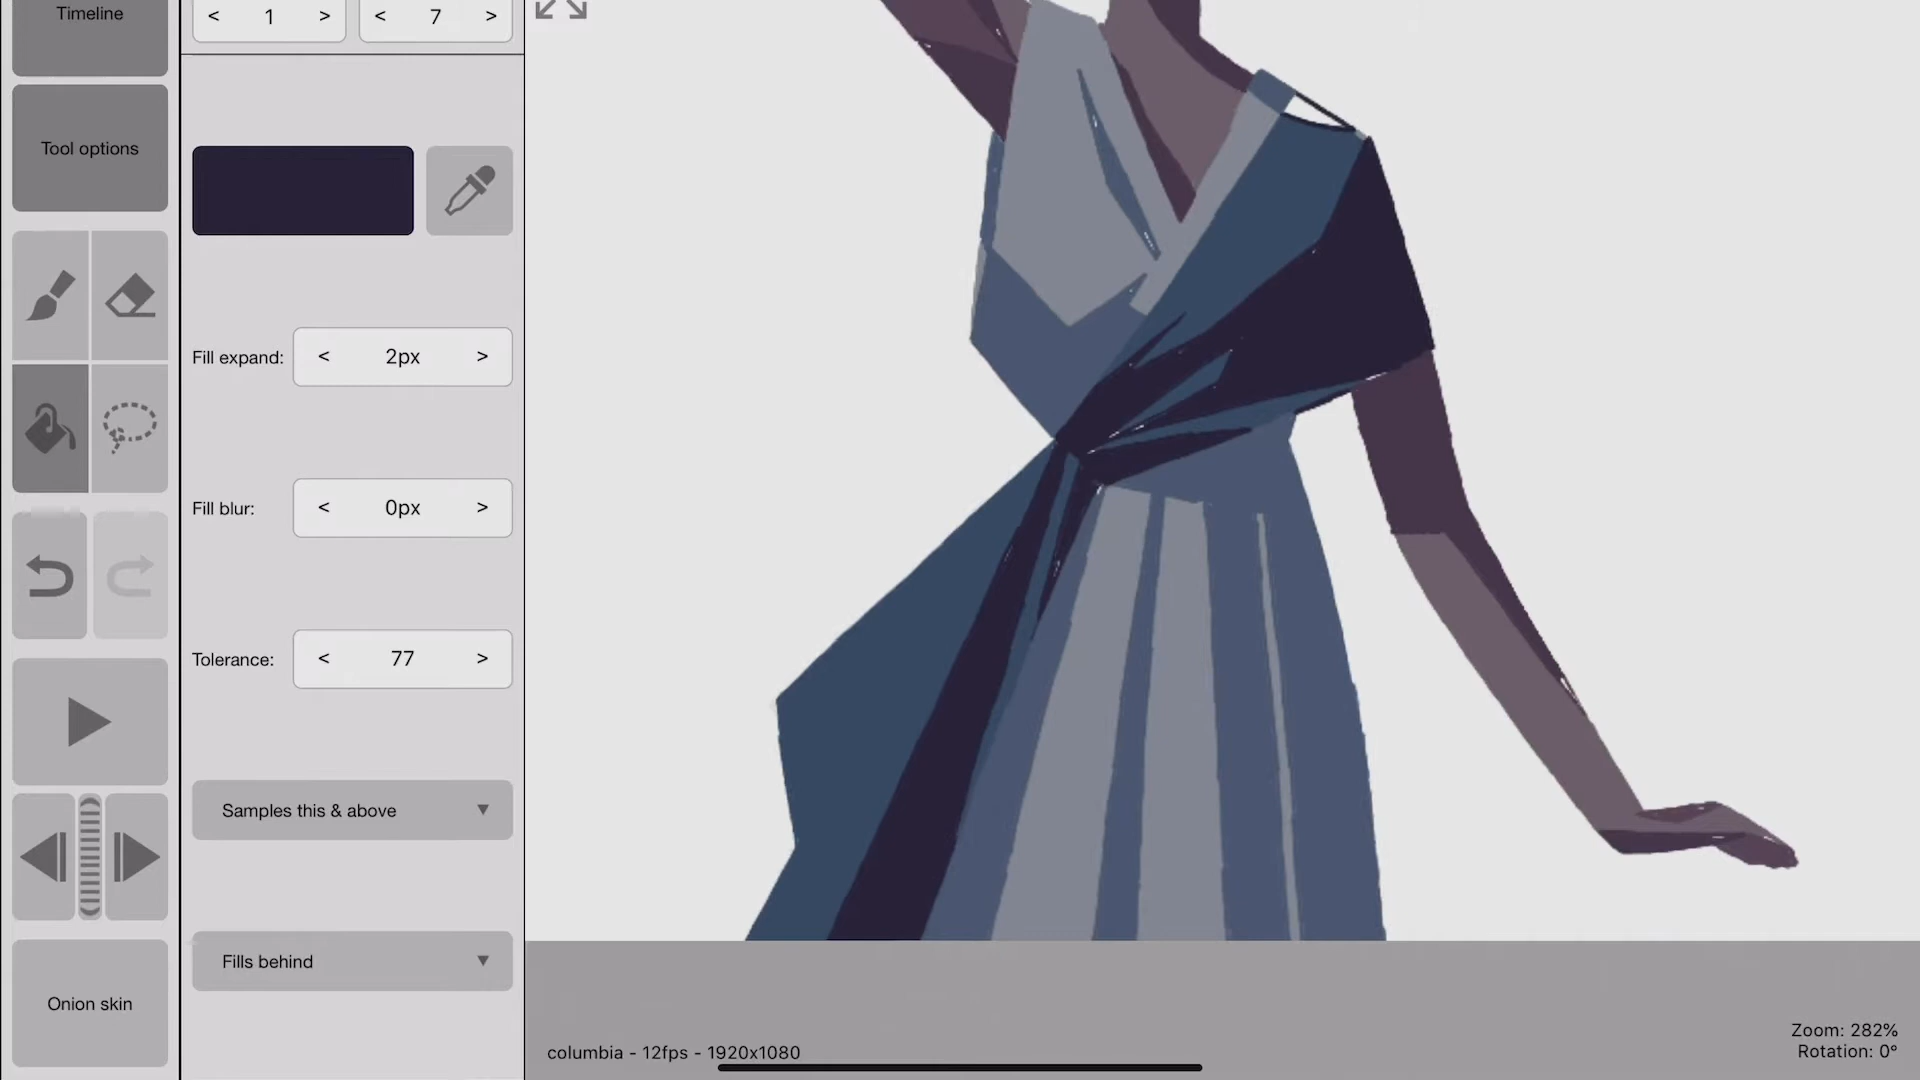 Timeline
< 1 >
< 7 >
Tool options
Fill expand:
< 2px >
Fill blur:
< 0px >
Tolerance:
< 77 >
Samples this & above
Fills behind
Onion skin
columbia - 12fps - 1920x1080
Zoom: 282%
Rotation: 0°